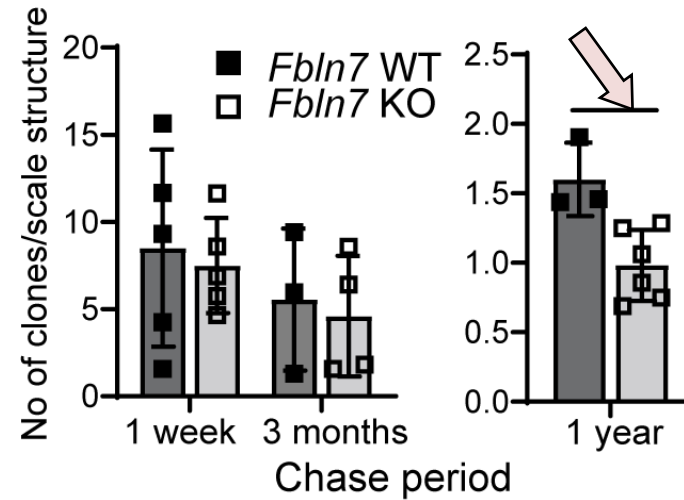 No of clones/scale structure
20
15
10
5
0
Fbln7 WT
Fbln7 KO
1 week
3 months
2.5
2.0
1.5
1.0
0.5
0.0
1 year
Chase period